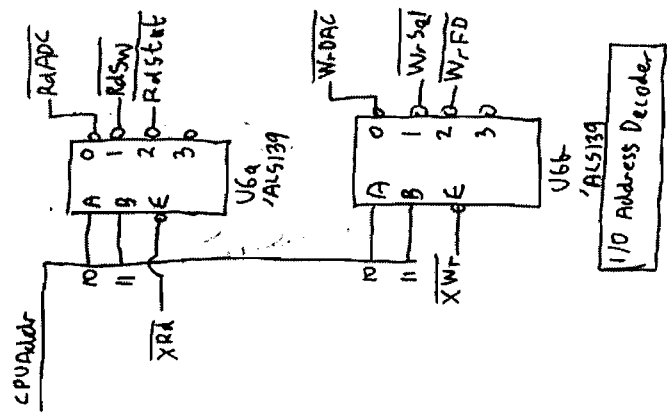 CPUAddr
RdADC
10 A 0
11 B 1 RdSW
2 RdStat
XRd E 3
U6a
'ALS139
WrDAC
10 A 0
11 B 1 WrSel
2 WrFD
XWr E 3
U6b
'ALS139
I/O Address Decoder